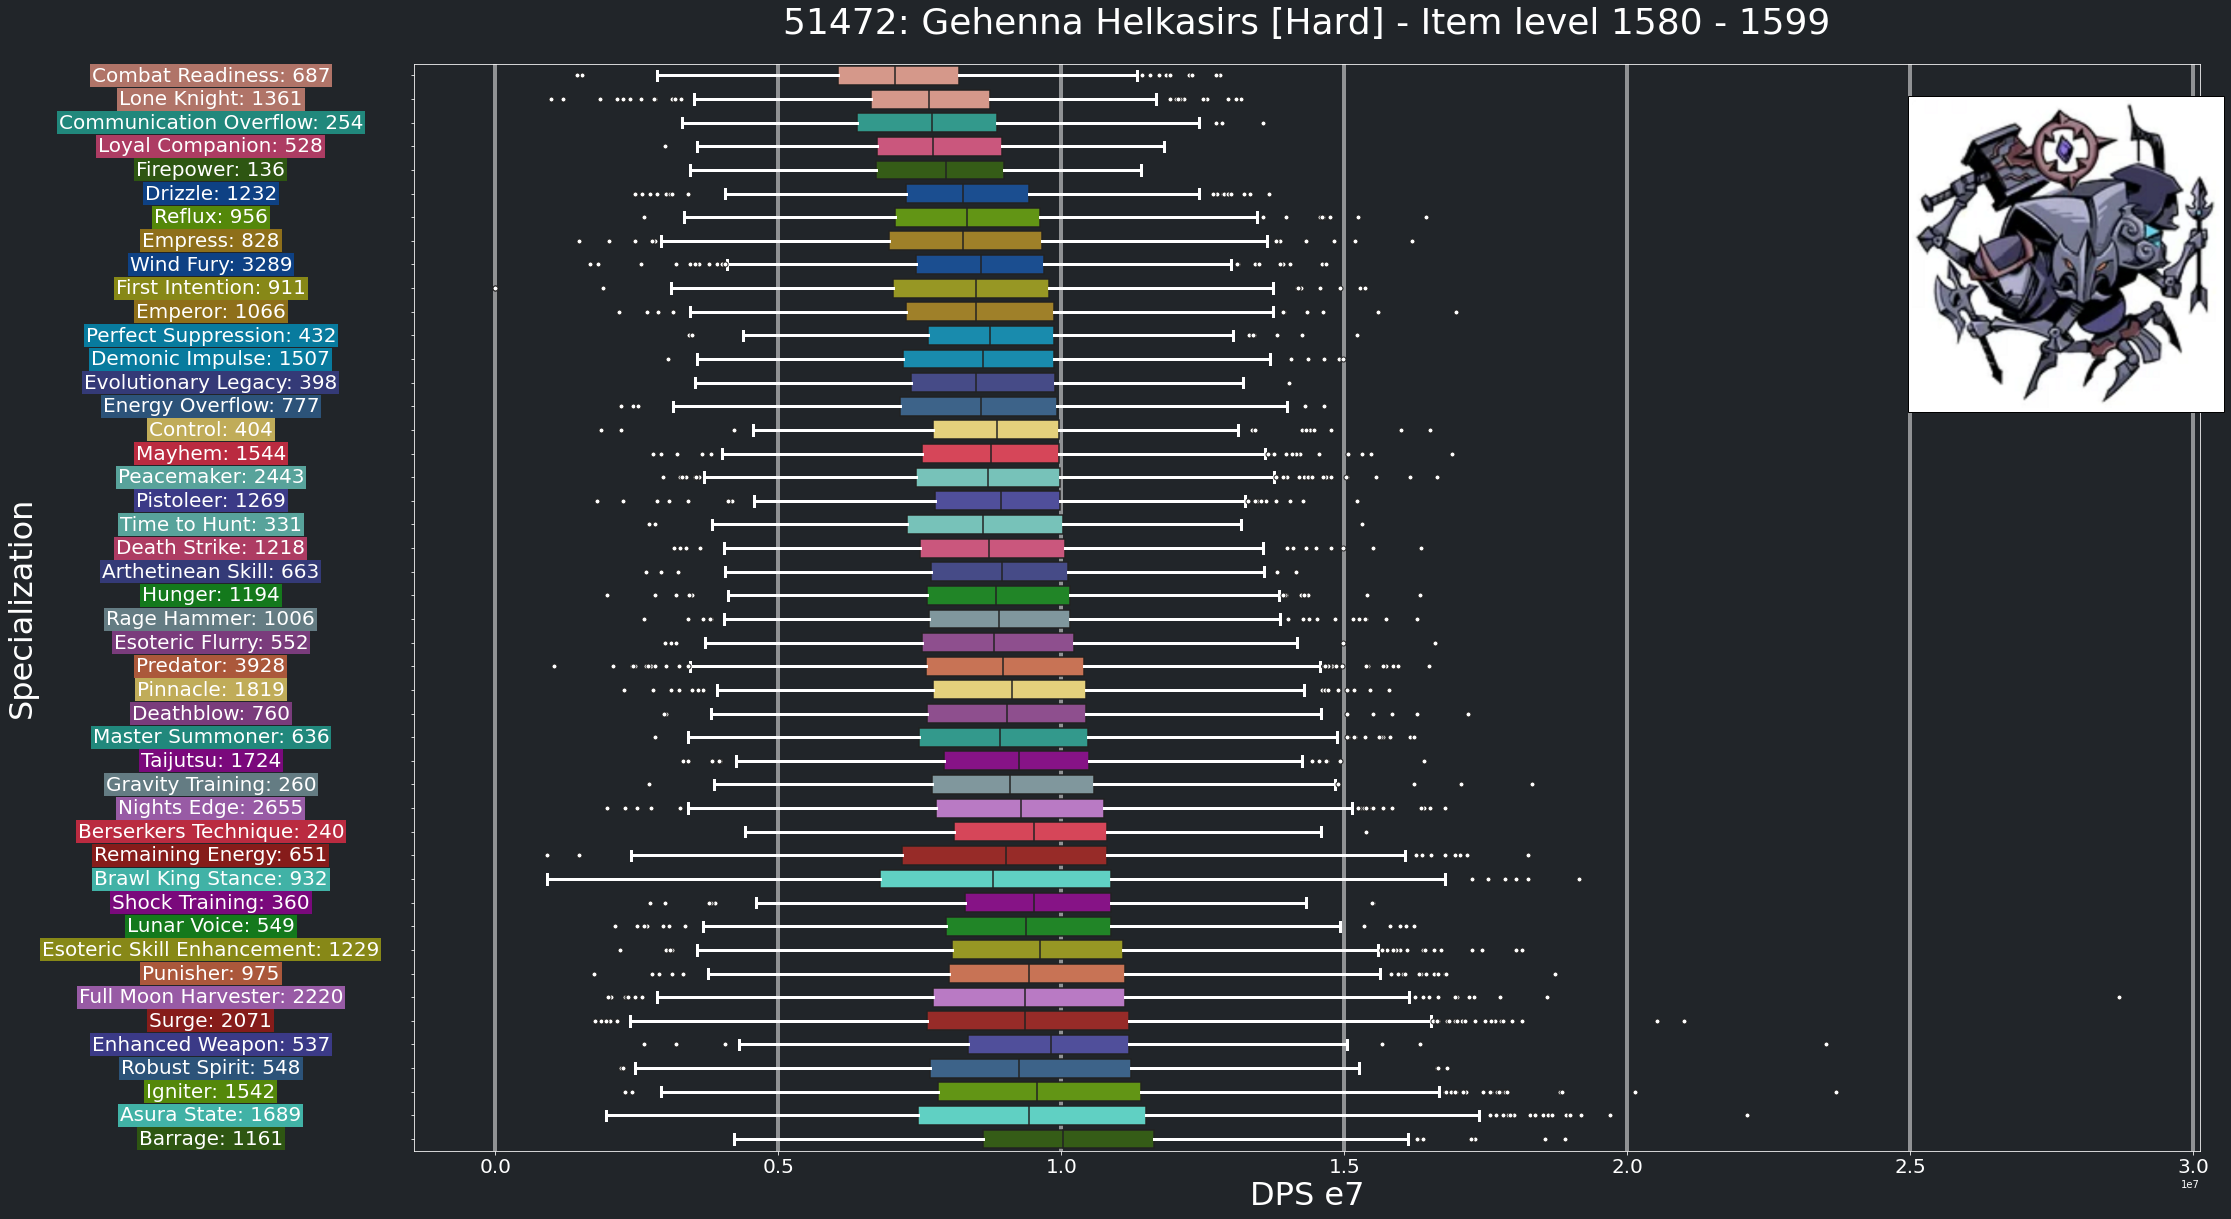 51472: Gehenna Helkasirs [Hard] - Item level 1580 - 1599
Specialization
Combat Readiness: 687
Lone Knight: 1361
Communication Overflow: 254
Loyal Companion: 528
Firepower: 136
Drizzle: 1232
Reflux: 956
Empress: 828
Wind Fury: 3289
First Intention: 911
Emperor: 1066
Perfect Suppression: 432
Demonic Impulse: 1507
Evolutionary Legacy: 398
Energy Overflow: 777
Control: 404
Mayhem: 1544
Peacemaker: 2443
Pistoleer: 1269
Time to Hunt: 331
Death Strike: 1218
Arthetinean Skill: 663
Hunger: 1194
Rage Hammer: 1006
Esoteric Flurry: 552
Predator: 3928
Pinnacle: 1819
Deathblow: 760
Master Summoner: 636
Taijutsu: 1724
Gravity Training: 260
Nights Edge: 2655
Berserkers Technique: 240
Remaining Energy: 651
Brawl King Stance: 932
Shock Training: 360
Lunar Voice: 549
Esoteric Skill Enhancement: 1229
Punisher: 975
Full Moon Harvester: 2220
Surge: 2071
Enhanced Weapon: 537
Robust Spirit: 548
Igniter: 1542
Asura State: 1689
Barrage: 1161
0.0 0.5 1.0 1.5 2.0 2.5 3.0
1e7
DPS e7